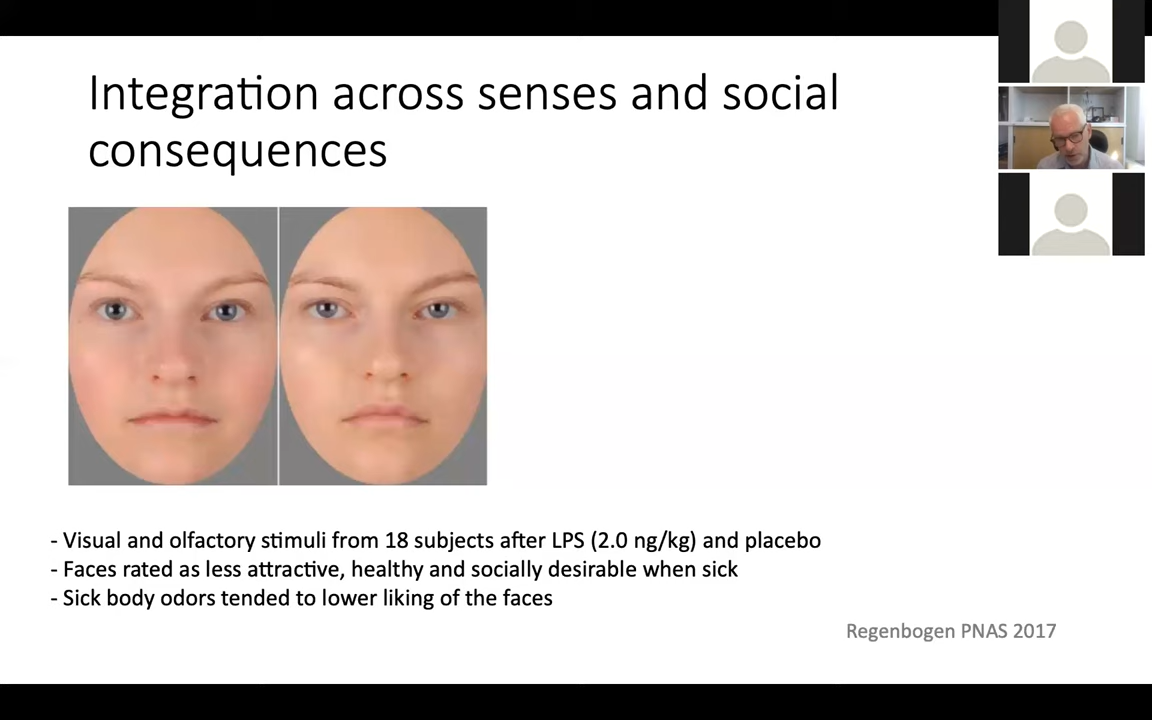 Integration across senses and social
consequences
- Visual and olfactory stimuli from 18 subjects after LPS (2.0 ng/kg) and placebo
- Faces rated as less attractive, healthy and socially desirable when sick
- Sick body odors tended to lower liking of the faces
Regenbogen PNAS 2017